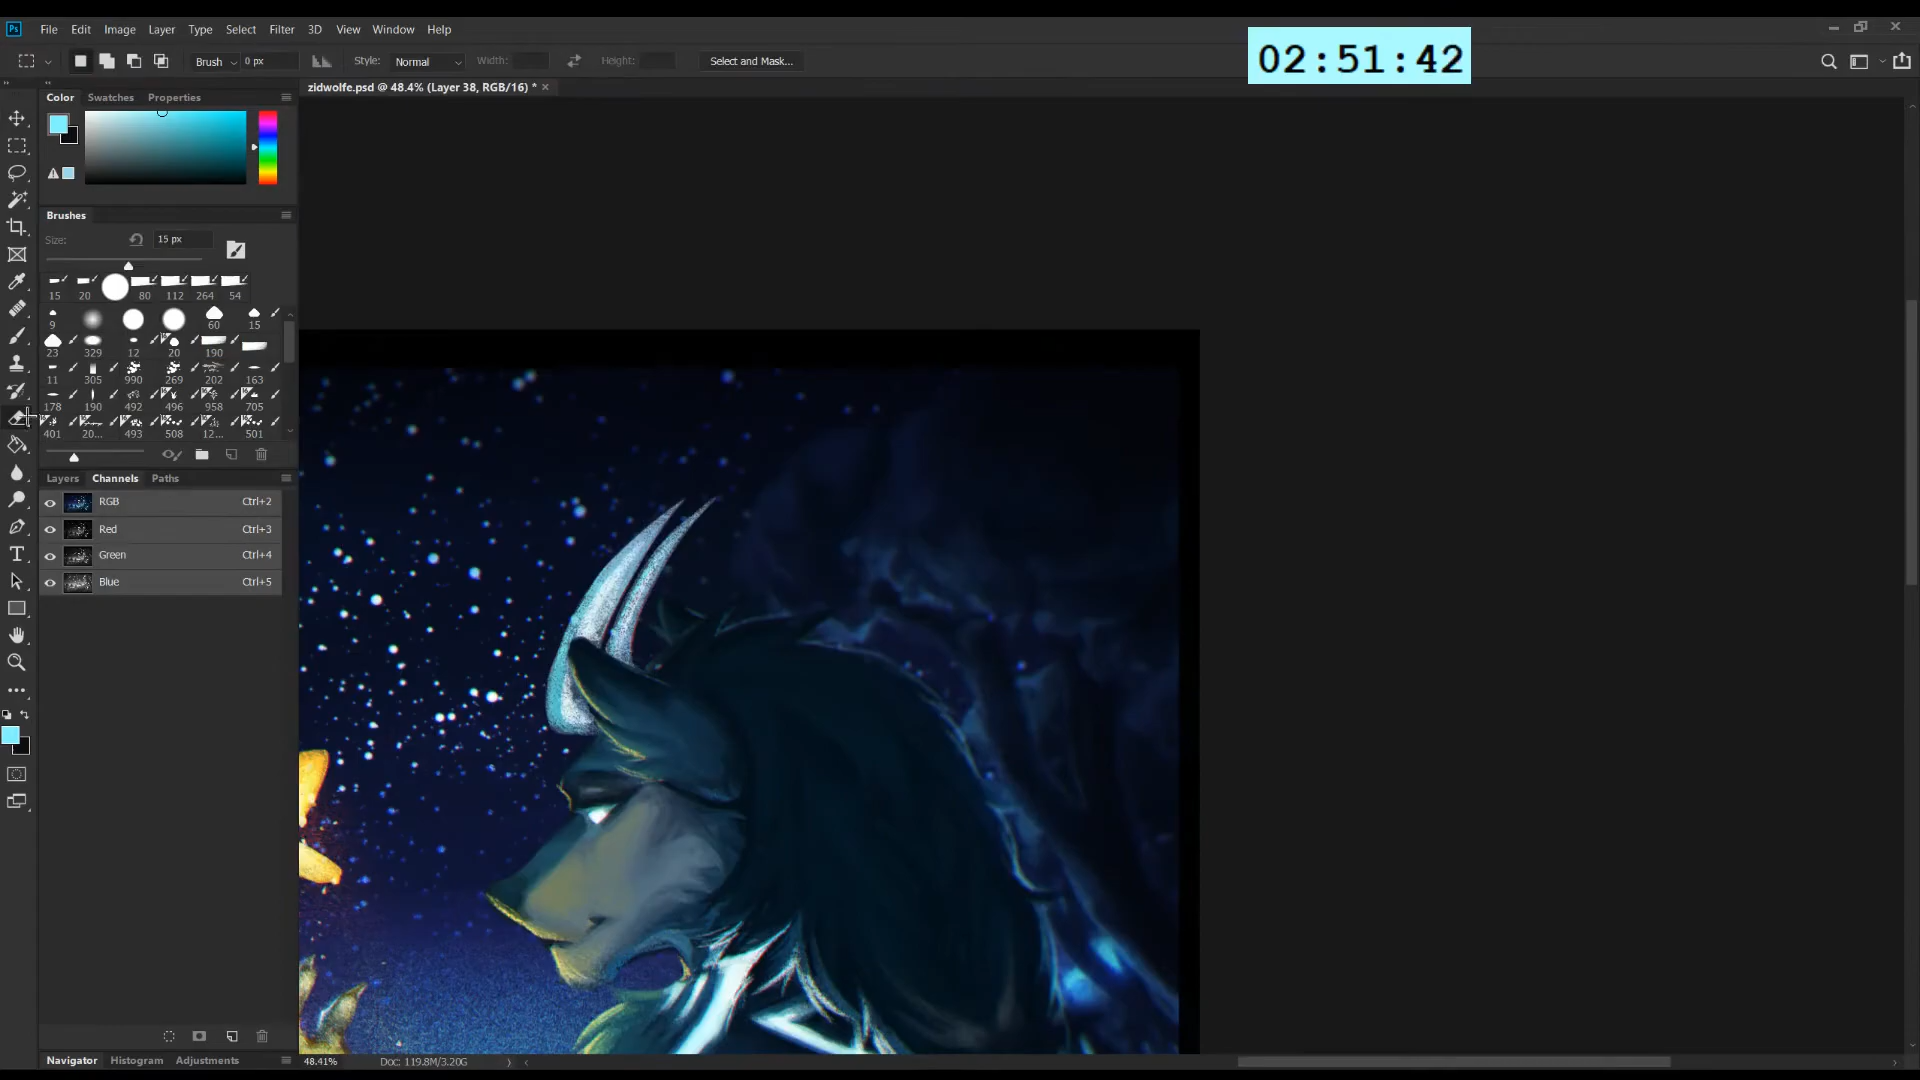 Ps File Edit Image Layer Type Select Filter 3D View Window Help
Brush 0 px Style: Normal Width: Height: Select and Mask...
02:51:42
Color Swatches Properties
zidwolfe.psd @ 48.4% (Layer 38, RGB/16) * ×
Brushes
Size: 15 px
15 20 80 112 264 54
9 60 15
23 329 12 20 190
11 305 990 269 202 163
178 190 492 496 958 705
401 20... 493 508 12... 501
Layers Channels Paths
RGB Ctrl+2
Red Ctrl+3
Green Ctrl+4
Blue Ctrl+5
Navigator Histogram Adjustments
48.41% Doc: 119.8M/3.20G